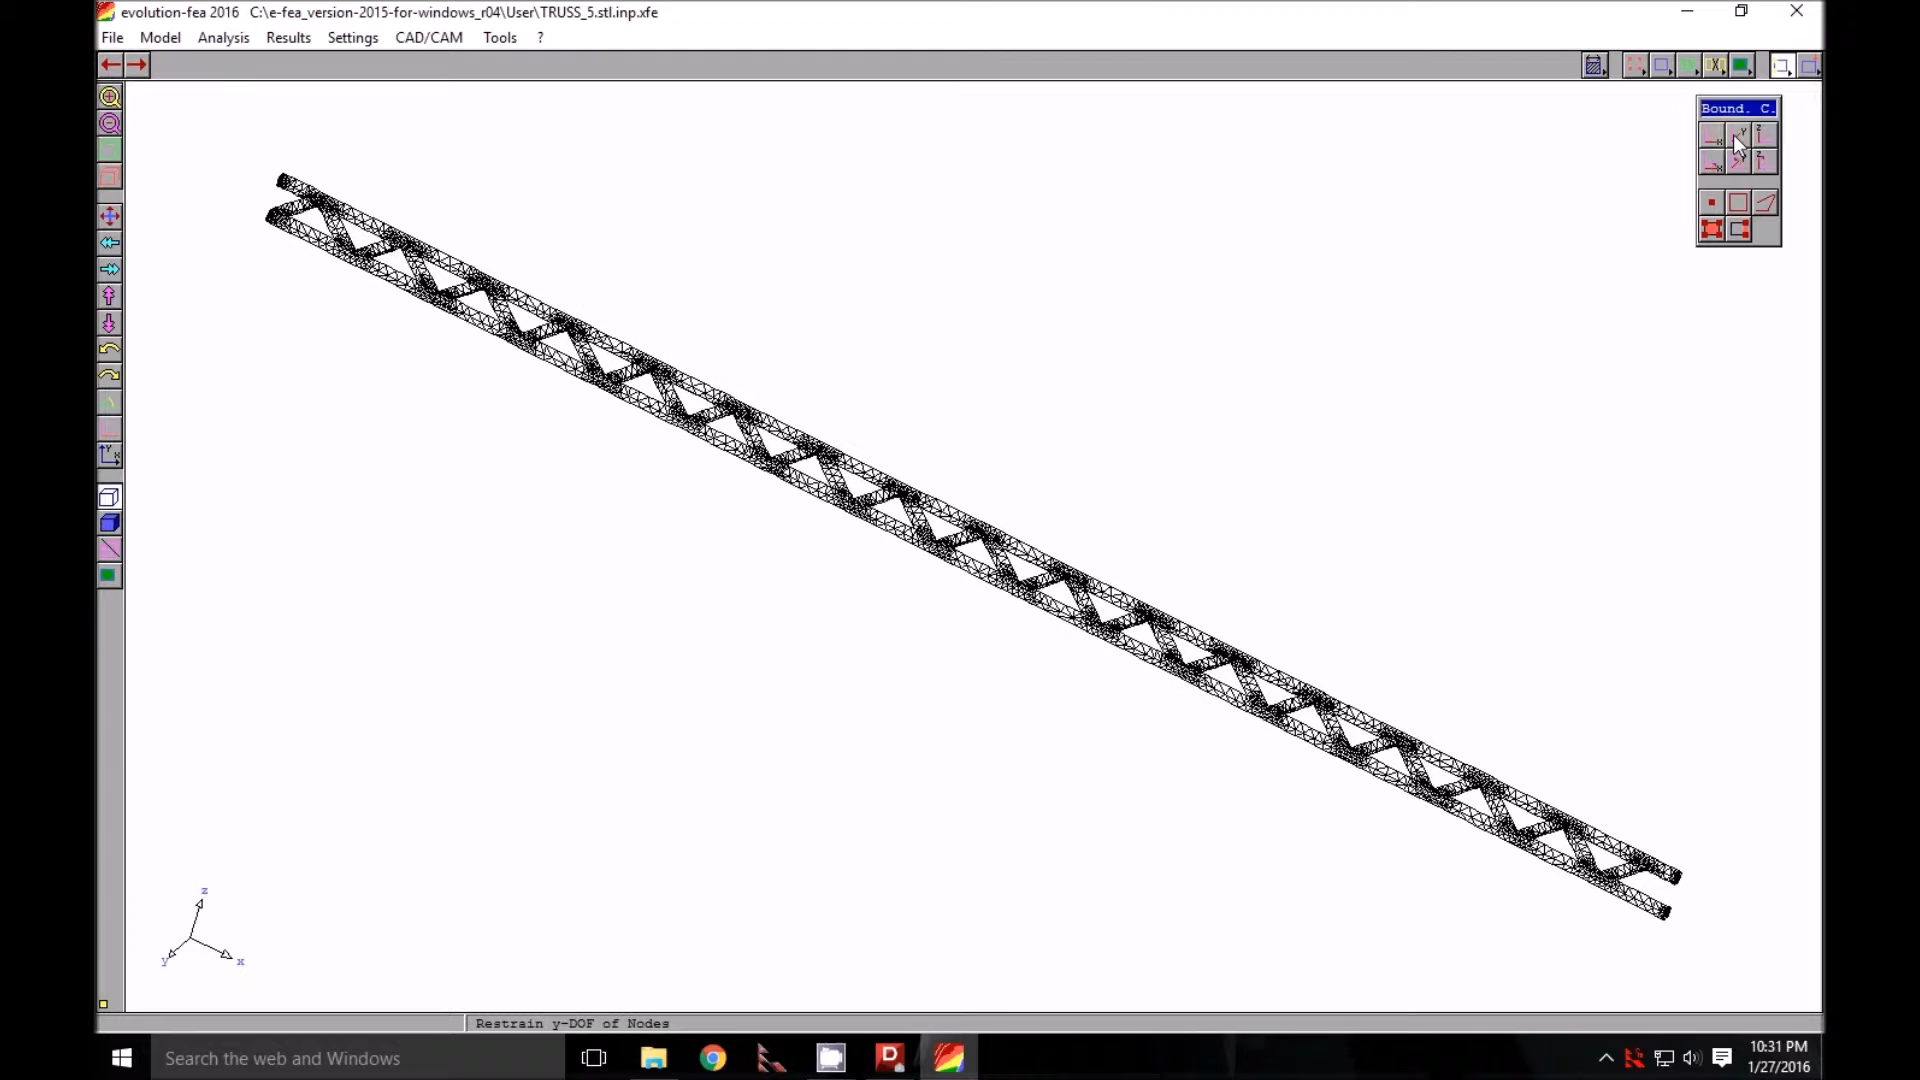 evolution-fea 2016 C:\e-fea_version-2015-for-windows_r04\User\TRUSS_5.stl.inp.xfe
File Model Analysis Results Settings CAD/CAM Tools ?
Bound. C.
Y Z
X Y Z
X
Y X
z
y x
Restrain y-DOF of Nodes
Search the web and Windows
10:31 PM
1/27/2016